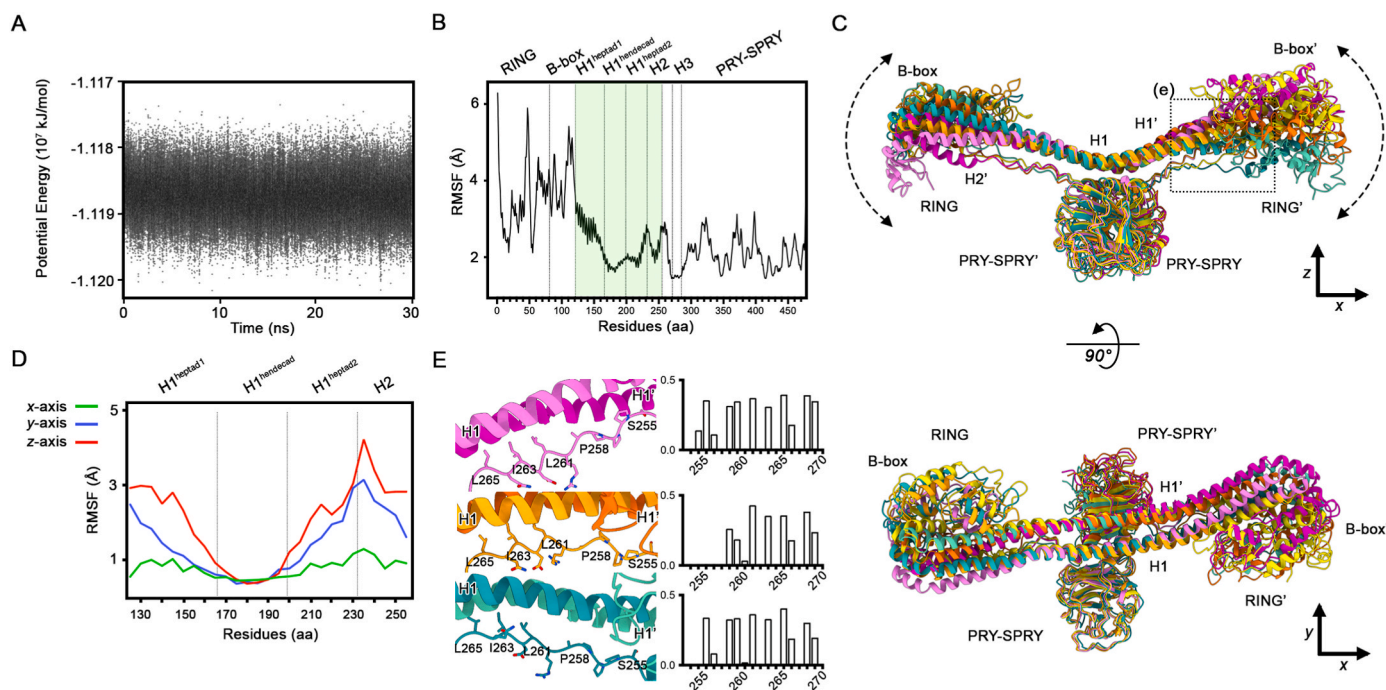 A
-1.117
-1.118
-1.119
-1.120
Potential Energy (10⁷ kJ/mol)
0
10
20
30
Time (ns)
B
RING
B-box
H1heptad1
H1hendecad
H1heptad2
H2
H3
PRY-SPRY
6
4
2
RMSF (Å)
0 50 100 150 200 250 300 350 400 450
Residues (aa)
C
B-box
B-box'
(e)
H1'
H1
H2'
RING
RING'
PRY-SPRY'
PRY-SPRY
z
x
90°
RING
B-box
PRY-SPRY'
H1'
B-box
H1
RING'
PRY-SPRY
y
x
D
H1heptad1
H1hendecad
H1heptad2
H2
x-axis
y-axis
z-axis
5
3
1
RMSF (Å)
130 150 170 190 210 230 250
Residues (aa)
E
H1'
H1
S255
P258
L261
I263
L265
0.5
0.0
255 260 265 270
H1
H1'
L261
I263
P258
L265
S255
0.5
0.0
255 260 265 270
H1
H1'
L265
I263
L261
P258
S255
0.5
0.0
255 260 265 270